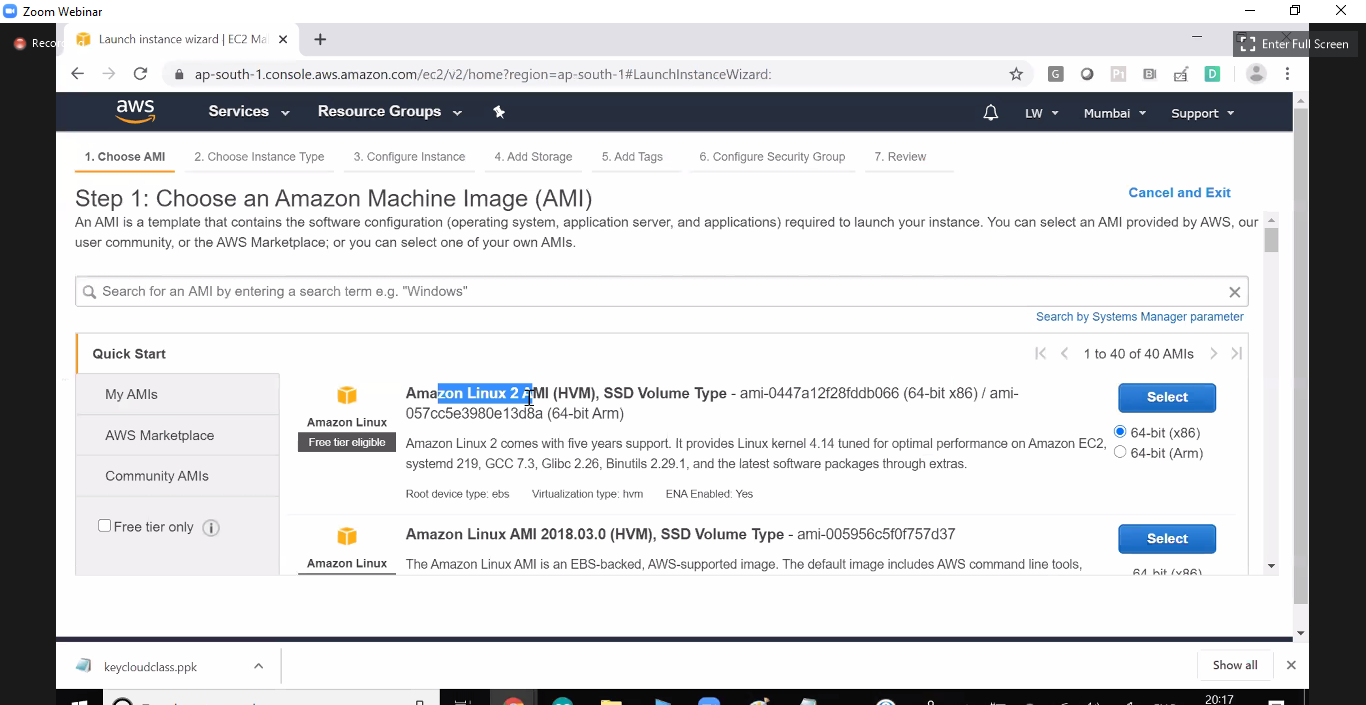 Zoom Webinar
Launch instance wizard | EC2 Ma
Enter Full Screen
ap-south-1.console.aws.amazon.com/ec2/v2/home?region=ap-south-1#LaunchInstanceWizard:
aws Services Resource Groups LW Mumbai Support
1. Choose AMI 2. Choose Instance Type 3. Configure Instance 4. Add Storage 5. Add Tags 6. Configure Security Group 7. Review
Step 1: Choose an Amazon Machine Image (AMI)
Cancel and Exit
An AMI is a template that contains the software configuration (operating system, application server, and applications) required to launch your instance. You can select an AMI provided by AWS, our
user community, or the AWS Marketplace; or you can select one of your own AMIs.
Search for an AMI by entering a search term e.g. "Windows"
Search by Systems Manager parameter
Quick Start
1 to 40 of 40 AMIs
My AMIs
AWS Marketplace
Community AMIs
Free tier only
Amazon Linux
Free tier eligible
Amazon Linux 2 AMI (HVM), SSD Volume Type - ami-0447a12f28fddb066 (64-bit x86) / ami-
057cc5e3980e13d8a (64-bit Arm)
Select
64-bit (x86)
64-bit (Arm)
Amazon Linux 2 comes with five years support. It provides Linux kernel 4.14 tuned for optimal performance on Amazon EC2,
systemd 219, GCC 7.3, Glibc 2.26, Binutils 2.29.1, and the latest software packages through extras.
Root device type: ebs Virtualization type: hvm ENA Enabled: Yes
Amazon Linux
Amazon Linux AMI 2018.03.0 (HVM), SSD Volume Type - ami-005956c5f0f757d37
Select
The Amazon Linux AMI is an EBS-backed, AWS-supported image. The default image includes AWS command line tools,
64-bit (x86)
keycloudclass.ppk
Show all
20:17